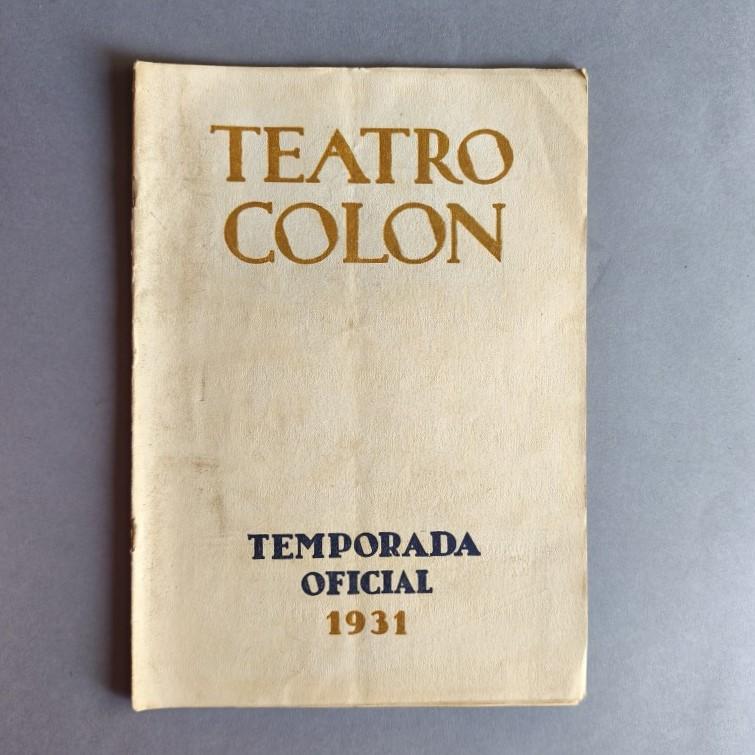 TEATRO
COLON
TEMPORADA
OFICIAL
1931